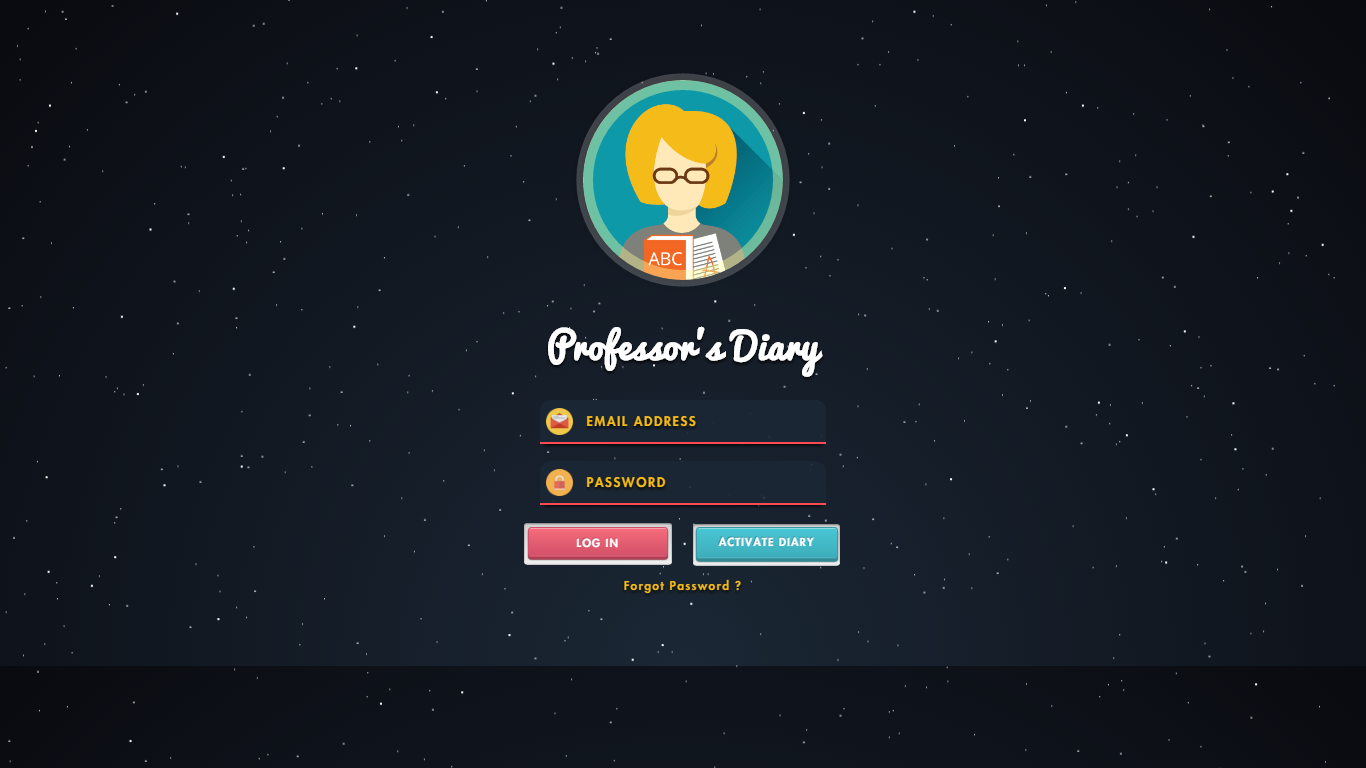 ABC
A
Professor's Diary
EMAIL ADDRESS
PASSWORD
LOG IN
ACTIVATE DIARY
Forgot Password ?